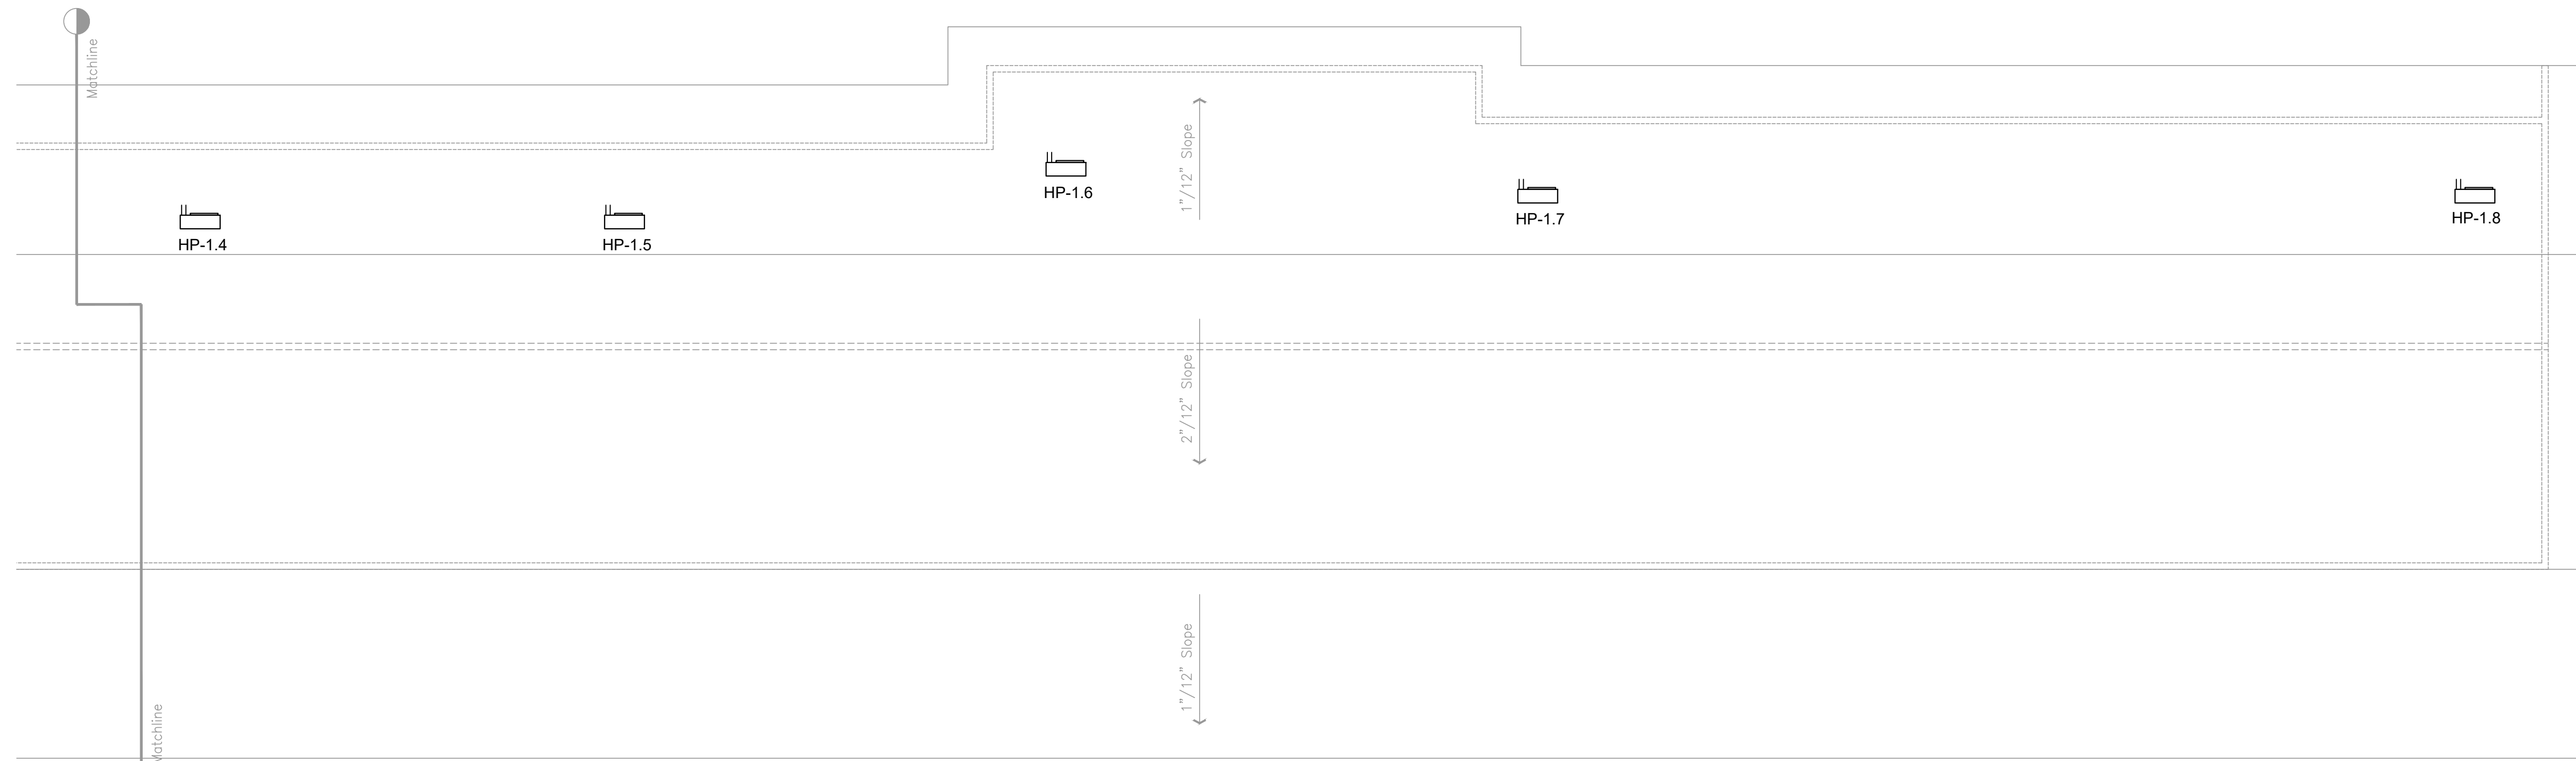 Matchline
1"/12" Slope
HP-1.6
HP-1.7
HP-1.8
HP-1.4
HP-1.5
2"/12" Slope
1"/12" Slope
Matchline